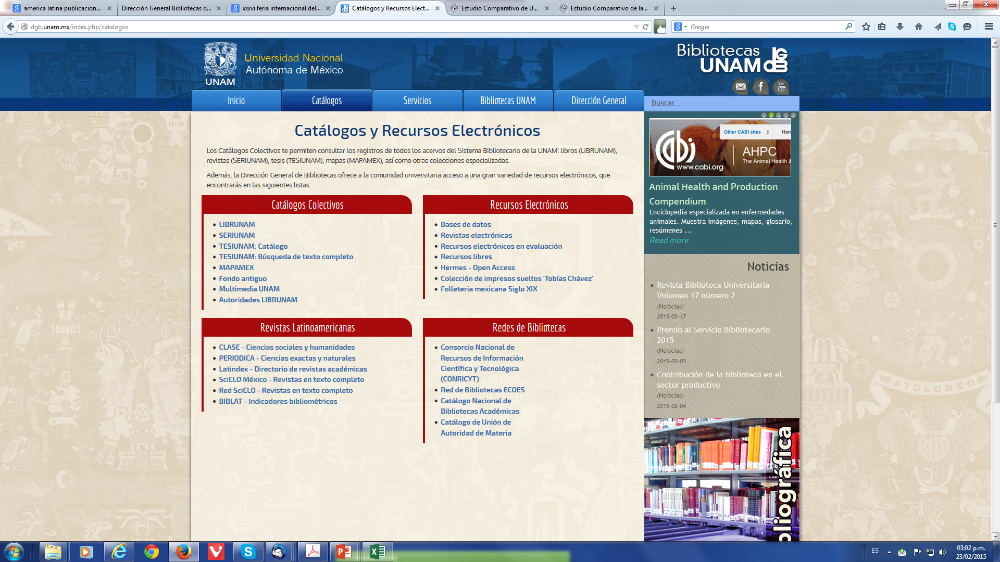 america latina publicacion...
Dirección General Bibliotecas d...
xxxvi feria internacional del...
Catálogos y Recursos Elect...
Estudio Comparativo de U...
Estudio Comparativo de la...
dgb.unam.mx/index.php/catalogos
Google
UNAM
Universidad Nacional
Autónoma de México
Bibliotecas
UNAM
DGB
You
Tube
Inicio
Catálogos
Servicios
Bibliotecas UNAM
Dirección General
Buscar...
Catálogos y Recursos Electrónicos
Los Catálogos Colectivos te permiten consultar los registros de todos los acervos del Sistema Bibliotecario de la UNAM: libros (LIBRUNAM),
revistas (SERIUNAM), tesis (TESIUNAM), mapas (MAPAMEX), así como otras colecciones especializadas.
Además, la Dirección General de Bibliotecas ofrece a la comunidad universitaria acceso a una gran variedad de recursos electrónicos, que
encontrarás en las siguientes listas.
Catálogos Colectivos
LIBRUNAM
SERIUNAM
TESIUNAM: Catálogo
TESIUNAM: Búsqueda de texto completo
MAPAMEX
Fondo antiguo
Multimedia UNAM
Autoridades LIBRUNAM
Recursos Electrónicos
Bases de datos
Revistas electrónicas
Recursos electrónicos en evaluación
Recursos libres
Hermes - Open Access
Colección de impresos sueltos 'Tobías Chávez'
Folleteria mexicana Siglo XIX
Revistas Latinoamericanas
CLASE - Ciencias sociales y humanidades
PERIODICA - Ciencias exactas y naturales
Latindex - Directorio de revistas académicas
SciELO México - Revistas en texto completo
Red SciELO - Revistas en texto completo
BIBLAT - Indicadores bibliométricos
Redes de Bibliotecas
Consorcio Nacional de
Recursos de Información
Científica y Tecnológica
(CONRICYT)
Red de Bibliotecas ECOES
Catálogo Nacional de
Bibliotecas Académicas
Catálogo de Unión de
Autoridad de Materia
Other CABI sites
Hon
cabi
www.cabi.org
AHPC
The Animal Health &
Animal Health and Production
Compendium
Enciclopedia especializada en enfermedades
animales. Muestra imágenes, mapas, glosario,
resúmenes ...
Read more
Noticias
Revista Biblioteca Universitaria
Volumen 17 número 2
(Noticias)
2015-02-17
Premio al Servicio Bibliotecario
2015
(Noticias)
2015-02-05
Contribución de la biblioteca en el
sector productivo
(Noticias)
2015-02-04
PTOLOMEO
bliográfica
ES
03:02 p.m.
23/02/2015